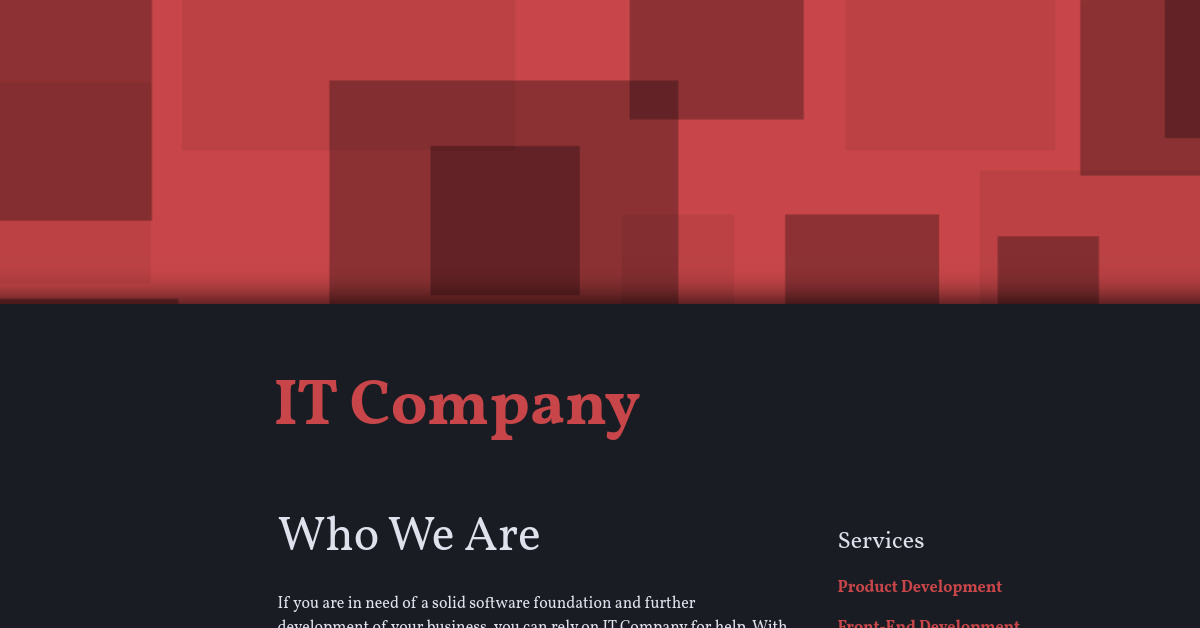 IT Company
Who We Are
If you are in need of a solid software foundation and further
development of your business, you can rely on IT Company for help. With
Services
Product Development
Front-End Development